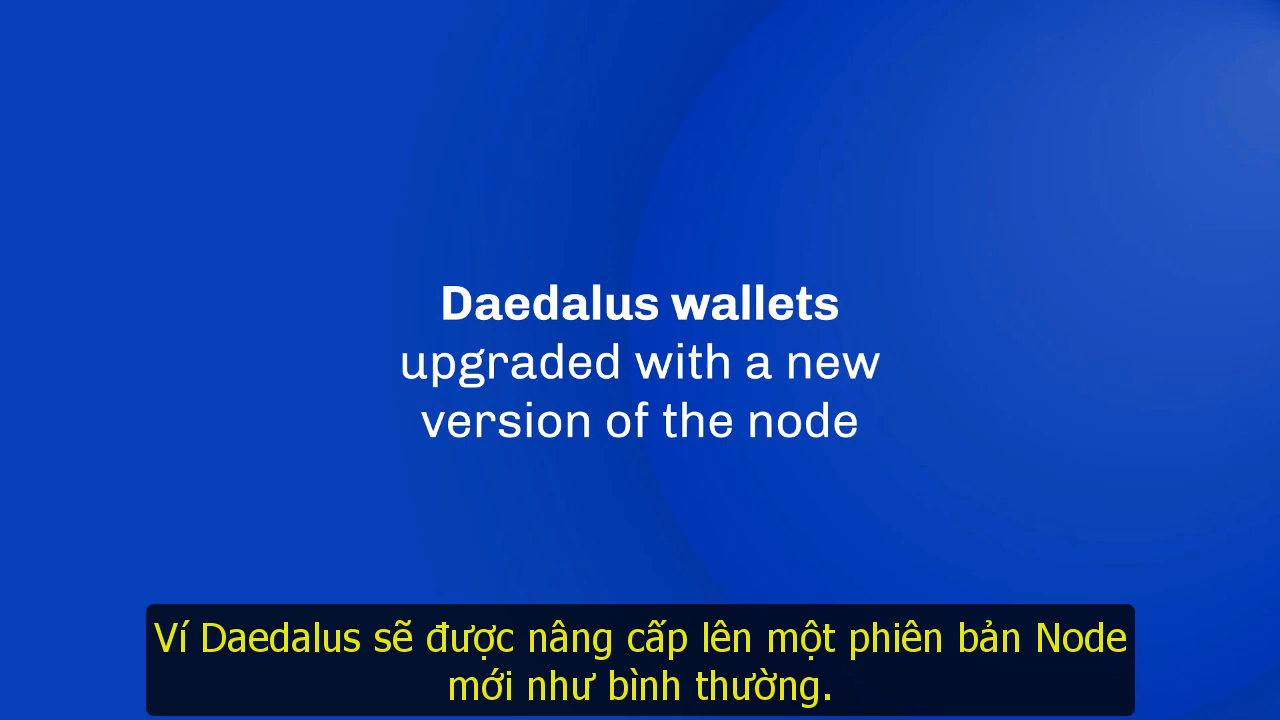 Daedalus wallets
upgraded with a new
version of the node
Ví Daedalus sẽ được nâng cấp lên một phiên bản Node
mới như bình thường.